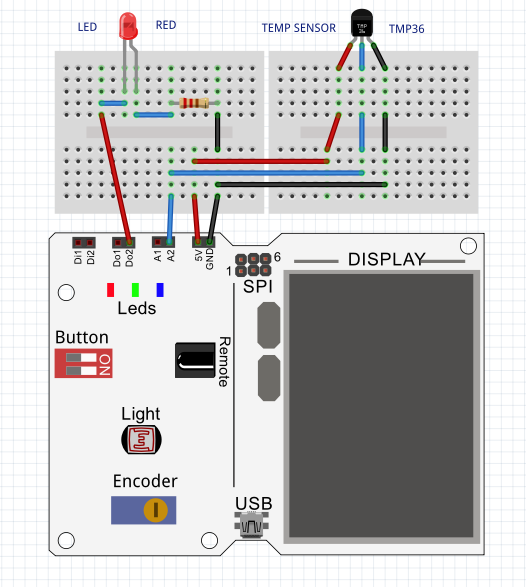 LED
RED
TEMP SENSOR
TMP36
TMP
36
Di1
Di2
Do1
Do2
A1
A2
5V
GND
1
6
SPI
DISPLAY
Leds
Button
ON
Remote
Light
Encoder
USB